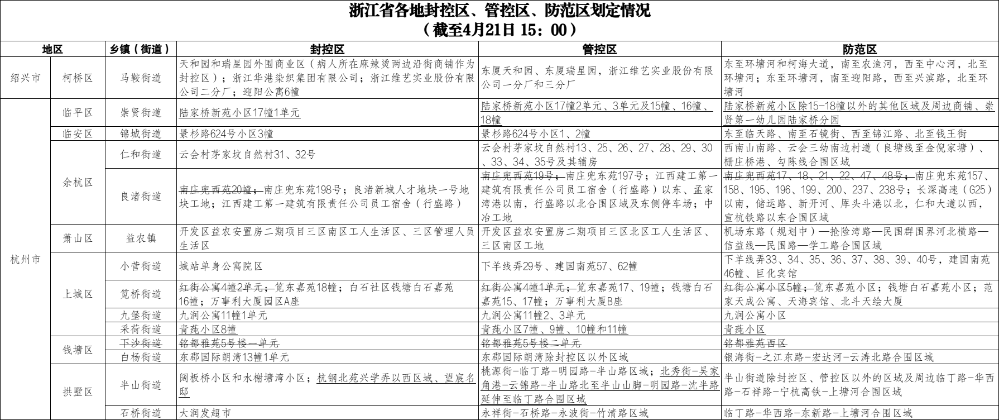 浙江省各地封控区、管控区、防范区划定情况
（截至4月21日 15：00）
地区 乡镇（街道） 封控区 管控区 防范区
绍兴市 柯桥区 马鞍街道
天和园和瑞星园外围商业区（病人所在麻辣烫两边沿街商铺作为
封控区）；浙江华港染织集团有限公司；浙江维艺实业股份有限
公司二分厂；迎阳公寓6幢
东厦天和园、东厦瑞星园，浙江维艺实业股份有限
公司一分厂和三分厂
东至环塘河和柯海大道，南至农渔河，西至中心河，北至
环塘河；东至环塘河，南至迎阳路，西至兴滨路，北至环
塘河
杭州市
临平区 崇贤街道
陆家桥新苑小区17幢1单元
陆家桥新苑小区17幢2单元、3单元及15幢、16幢、
18幢
陆家桥新苑小区除15-18幢以外的其他区域及周边商铺、崇
贤第一幼儿园陆家桥分园
临安区 锦城街道 景杉路624号小区3幢 景杉路624号小区1、2幢 东至临天路、南至石镜街、西至锦江路、北至钱王街
余杭区
仁和街道
云会村茅家坟自然村31、32号
云会村茅家坟自然村13、25、26、27、28、29、30
、33、34、35号及其辅房
西南山南路、云会三幼南边村道（良塘线至金倪家塘）、
栅庄桥港、勾陈线合围区域
良渚街道
南庄兜西苑20幢；南庄兜东苑198号；良渚新城人才地块一号地
块工地；江西建工第一建筑有限责任公司员工宿舍（行盛路）
南庄兜西苑19号；南庄兜东苑197号；江西建工第一
建筑有限责任公司员工宿舍（行盛路）以东、孟家
湾港以南，行盛路以北合围区域及东侧停车场；中
冶工地
南庄兜西苑17、18、21、22、47、48号；南庄兜东苑157、
158、195、196、199、200、237、238号；长深高速（G25）
以南，储运路、新开河、厍头斗港以北，仁和大道以西，
宣杭铁路以东合围区域
萧山区 益农镇
开发区益农安置房二期项目三区南区工人生活区、三区管理人员
生活区
开发区益农安置房二期项目三区北区工人生活区、
三区南区工地
机场东路（规划中）—抢险湾路—民围群围界河北横路—
信益线—民围路—学工路合围区域
上城区
小营街道
城站单身公寓院区
下羊线弄29号、建国南苑57、62幢
下羊线弄33、34、35、36、37、38、39、40号，建国南苑
46幢、巨化宾馆
笕桥街道
红街公寓4幢2单元；笕东嘉苑18幢；白石社区钱塘白石嘉苑
16幢；万事利大厦园区A座
红街公寓4幢1单元；笕东嘉苑17、19幢；钱塘白石
嘉苑15、17幢；万事利大厦B座
红街公寓小区5幢；笕东嘉苑小区；钱塘白石嘉苑小区；范
家天成公寓、天海宾馆、北斗天绘大厦
九堡街道 九润公寓11幢1单元 九润公寓11幢2、3单元 九润公寓小区
采荷街道 青莼小区8幢 青莼小区7幢、9幢、10幢和11幢 青莼小区
钱塘区
下沙街道 铭都雅苑5号楼一单元 铭都雅苑5号楼二单元 铭都雅苑西区
白杨街道 东郡国际朗湾13幢1单元 东郡国际朗湾除封控区以外区域 银海街-之江东路-宏达河-云涛北路合围区域
拱墅区
半山街道
阔板桥小区和水榭塘湾小区；杭钢北苑兴学弄以西区域、望宸名
邸
桃源街-临丁路-明园路-半山路区域；北秀街-吴家
角港-云锦路-半山路北至半山山脚-明园路-沈半路
延伸至临丁路合围区域
半山街道除封控区、管控区以外的区域及周边临丁路-华西
路-石祥路-宁杭高铁-上塘河合围区域
石桥街道 大润发超市 永祥街-石桥路-永波街-竹清路区域 临丁路-华西路-东新路-上塘河合围区域